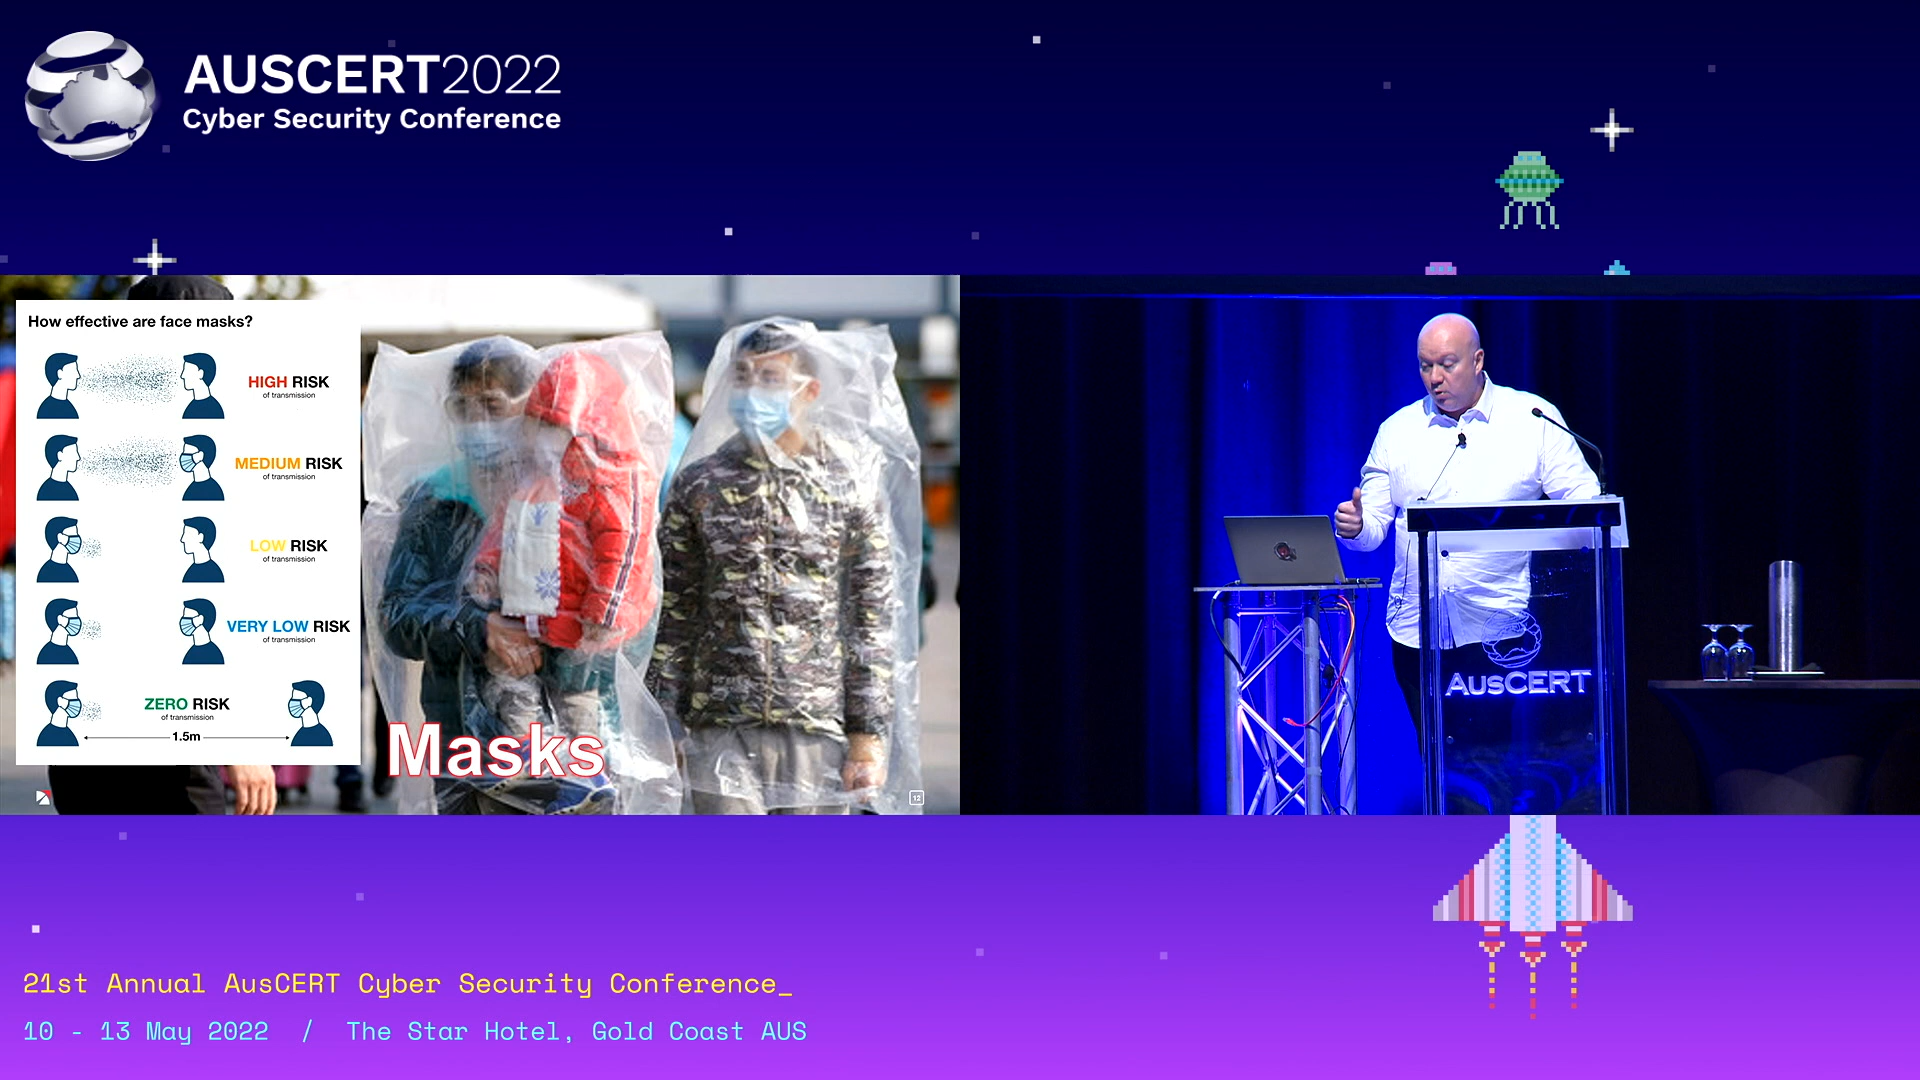 AUSCERT2022
Cyber Security Conference
How effective are face masks?
HIGH RISK
of transmission
MEDIUM RISK
of transmission
LOW RISK
of transmission
VERY LOW RISK
of transmission
ZERO RISK
of transmission
1.5m
Masks
12
AusCERT
21st Annual AusCERT Cyber Security Conference_
10 - 13 May 2022 / The Star Hotel, Gold Coast AUS